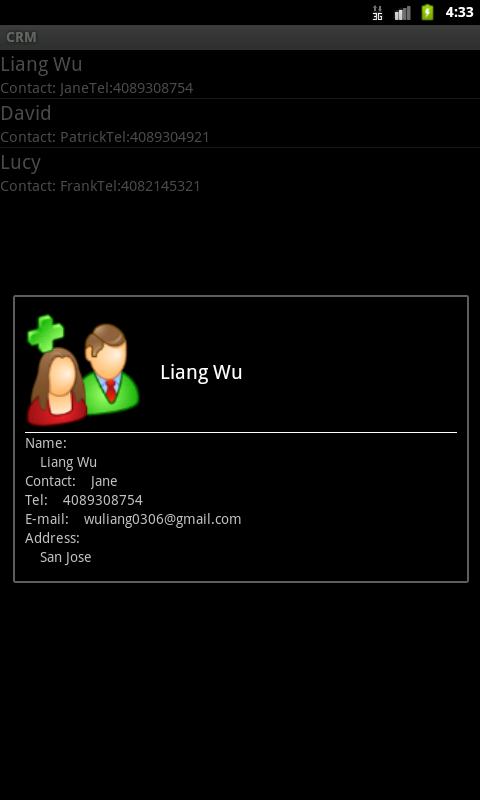 3G 4:33
CRM
Liang Wu
Contact: JaneTel:4089308754
David
Contact: PatrickTel:4089304921
Lucy
Contact: FrankTel:4082145321
Liang Wu
Name:
Liang Wu
Contact: Jane
Tel: 4089308754
E-mail: wuliang0306@gmail.com
Address:
San Jose